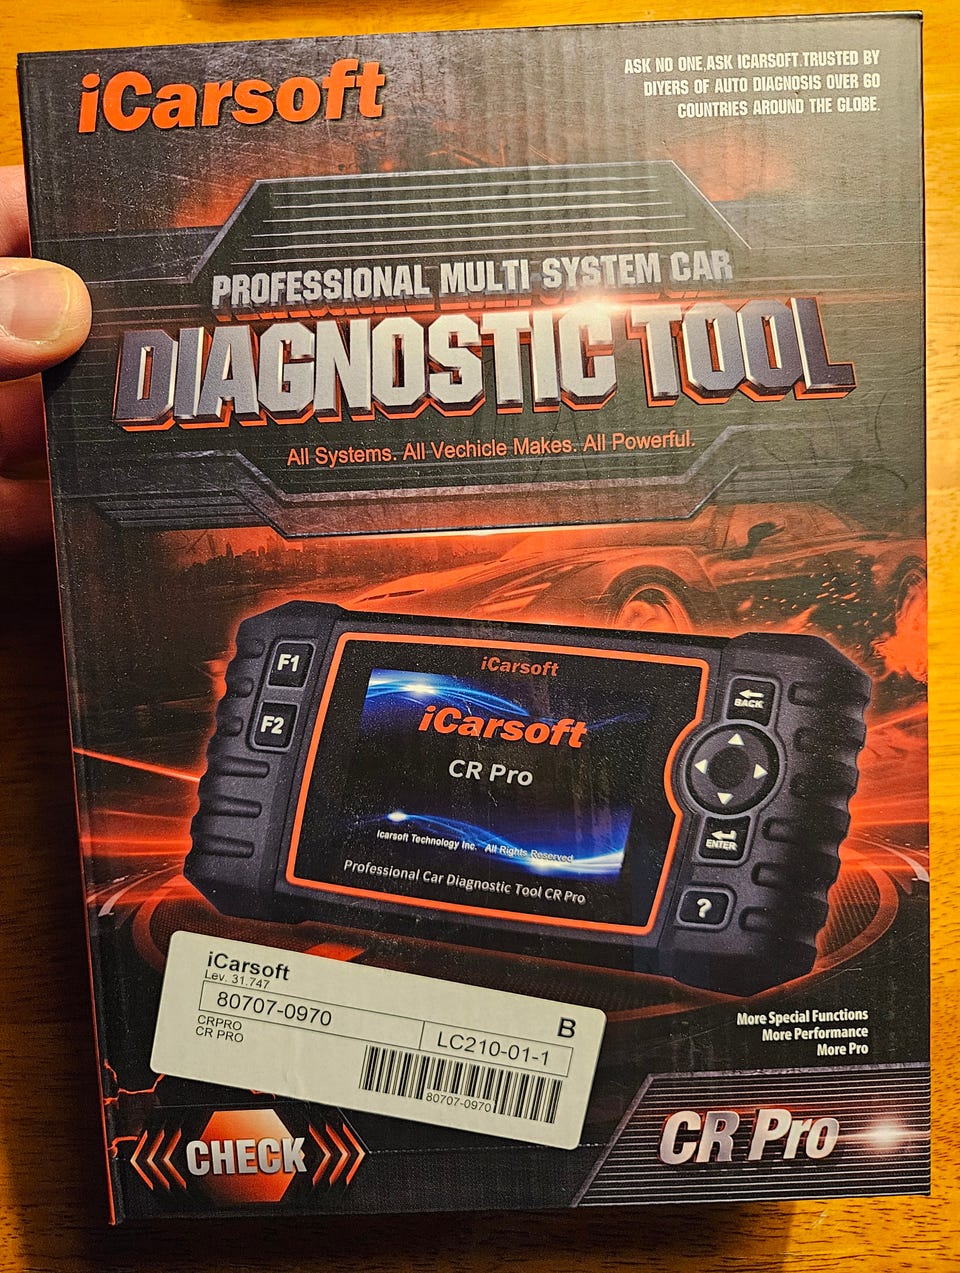 iCarsoft
ASK NO ONE,ASK ICARSOFT.TRUSTED BY
DIYERS OF AUTO DIAGNOSIS OVER 60
COUNTRIES AROUND THE GLOBE.
PROFESSIONAL MULTI-SYSTEM CAR
DIAGNOSTIC TOOL
All Systems. All Vechicle Makes. All Powerful.
F1
F2
iCarsoft
iCarsoft
CR Pro
Icarsoft Technology Inc. All Rights Reserved
Professional Car Diagnostic Tool CR Pro
BACK
ENTER
?
iCarsoft
Lev. 31.747
80707-0970
B
CRPRO
CR PRO
LC210-01-1
80707-0970
More Special Functions
More Performance
More Pro
CHECK
CR Pro